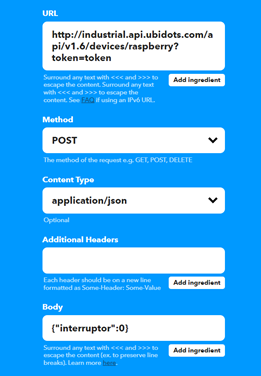 URL
http://industrial.api.ubidots.com/a
pi/v1.6/devices/raspberry?
token=token
Surround any text with <<< and >>> to
escape the content. Surround any text
with <<< and >>> to escape the
content. See FAQ if using an IPv6 URL.
Add ingredient
Method
POST
The method of the request e.g. GET, POST, DELETE
Content Type
application/json
Optional
Additional Headers
Each header should be on a new line
formatted as Some-Header: Some-Value
Add ingredient
Body
{"interruptor":0}
Surround any text with <<< and >>> to
escape the content (ex. to preserve line
breaks). Learn more here.
Add ingredient